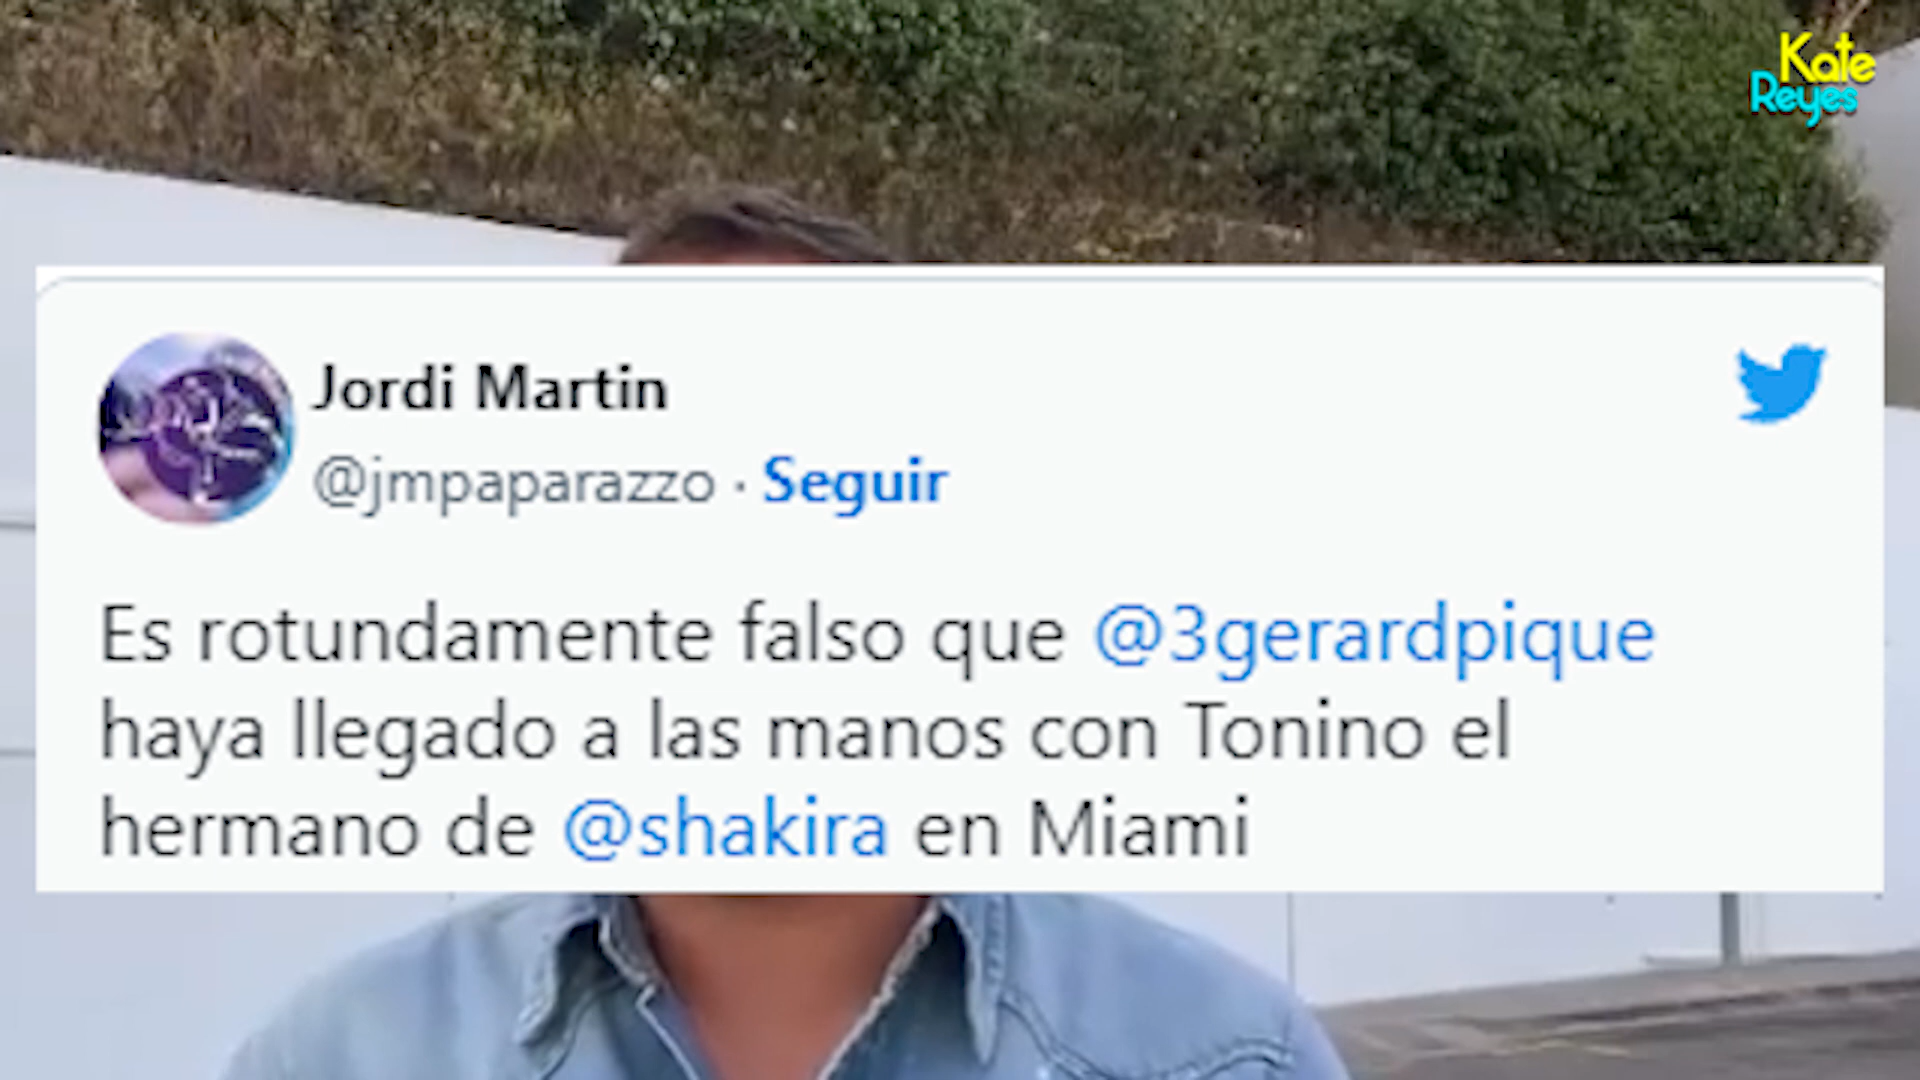 Kate
Reyes
Jordi Martin
@jmpaparazzo · Seguir
Es rotundamente falso que @3gerardpique
haya llegado a las manos con Tonino el
hermano de @shakira en Miami